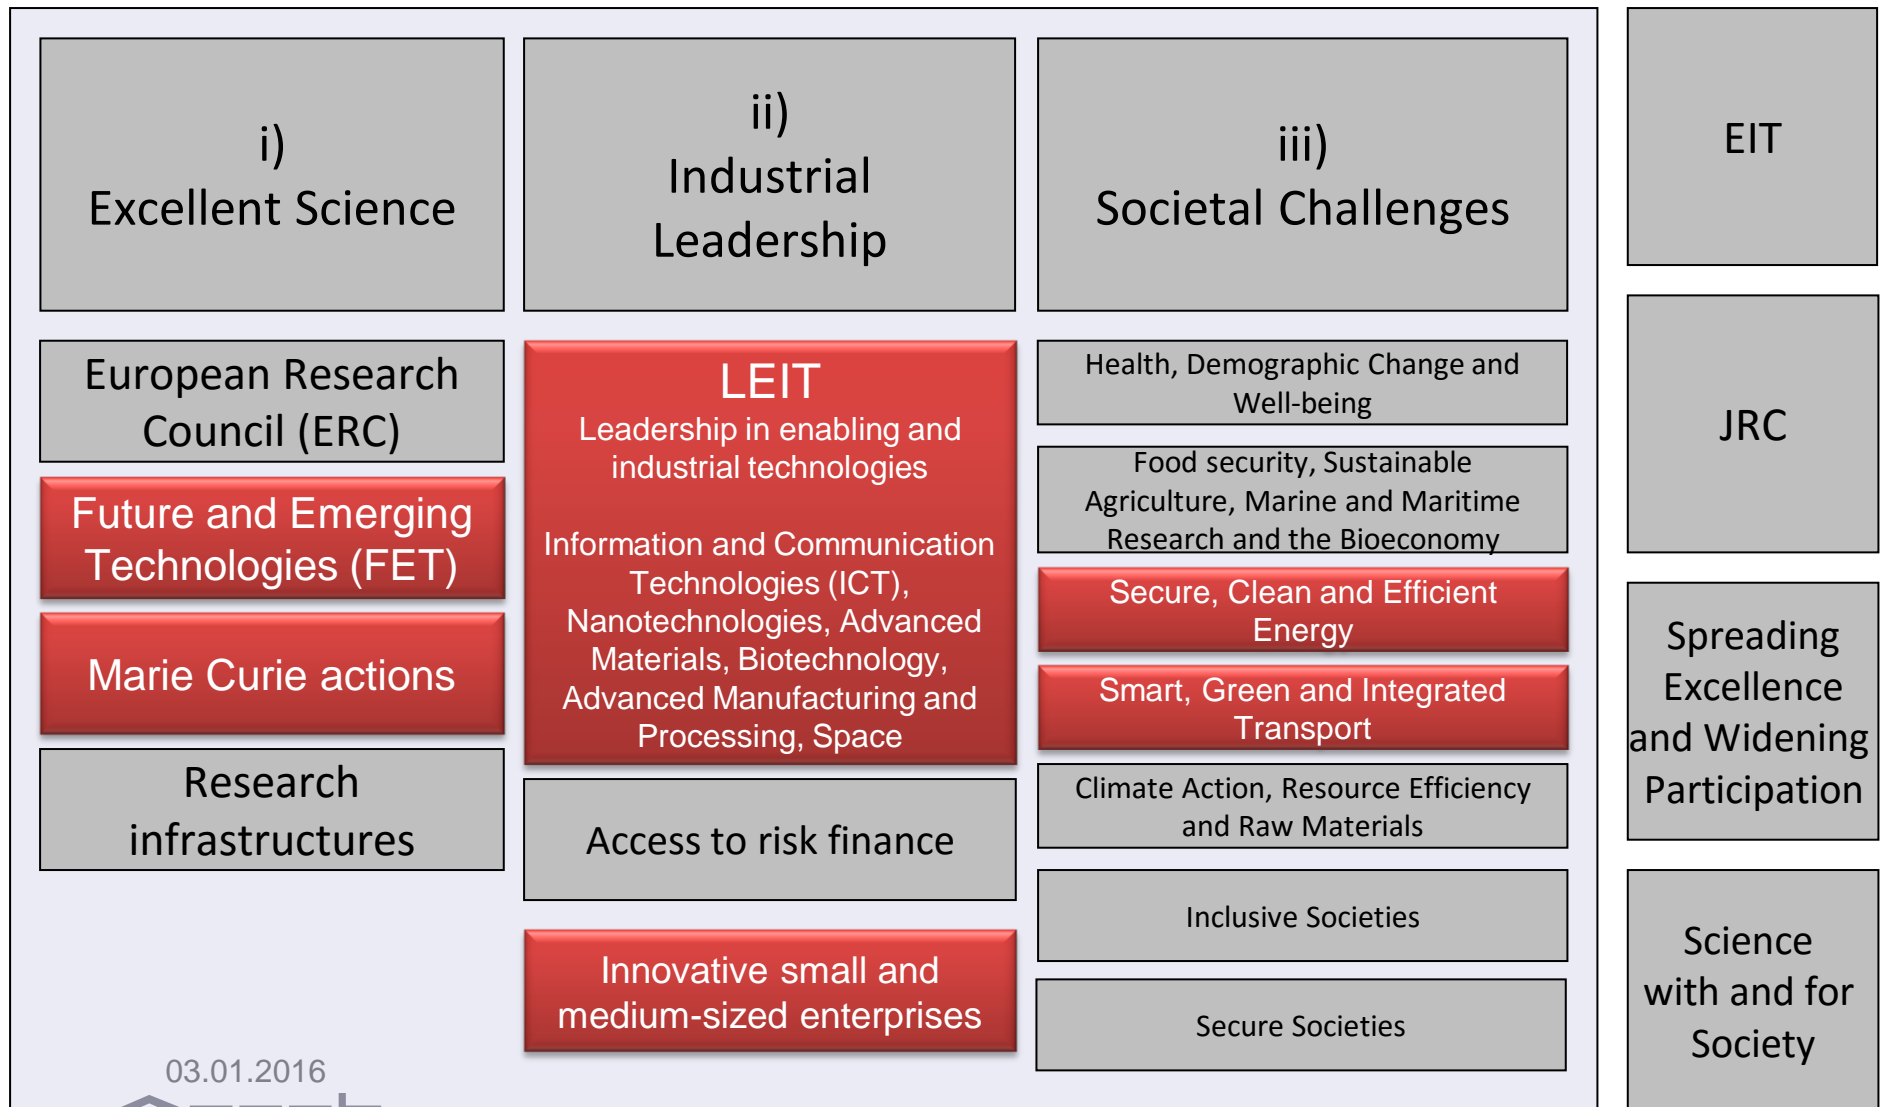 i)
Excellent Science
European Research
Council (ERC)
Future and Emerging
Technologies (FET)
Marie Curie actions
Research
infrastructures
ii)
Industrial
Leadership
LEIT
Leadership in enabling and
industrial technologies
Information and Communication
Technologies (ICT),
Nanotechnologies, Advanced
Materials, Biotechnology,
Advanced Manufacturing and
Processing, Space
Access to risk finance
Innovative small and
medium-sized enterprises
iii)
Societal Challenges
Health, Demographic Change and
Well-being
Food security, Sustainable
Agriculture, Marine and Maritime
Research and the Bioeconomy
Secure, Clean and Efficient
Energy
Smart, Green and Integrated
Transport
Climate Action, Resource Efficiency
and Raw Materials
Inclusive Societies
Secure Societies
EIT
JRC
Spreading
Excellence
and Widening
Participation
Science
with and for
Society
03.01.2016